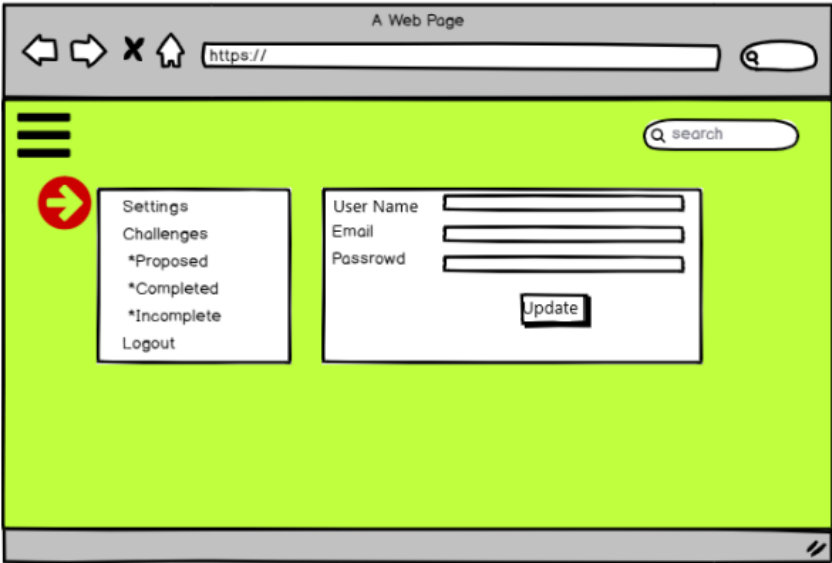 A Web Page
https://
search
Settings
Challenges
*Proposed
*Completed
*Incomplete
Logout
User Name
Email
Passrowd
Update